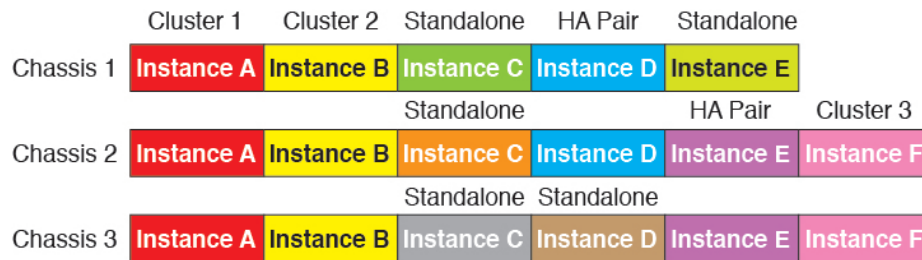 Cluster 1 Cluster 2 Standalone HA Pair Standalone
Chassis 1 Instance A Instance B Instance C Instance D Instance E
Standalone HA Pair Cluster 3
Chassis 2 Instance A Instance B Instance C Instance D Instance E Instance F
Standalone Standalone
Chassis 3 Instance A Instance B Instance C Instance D Instance E Instance F